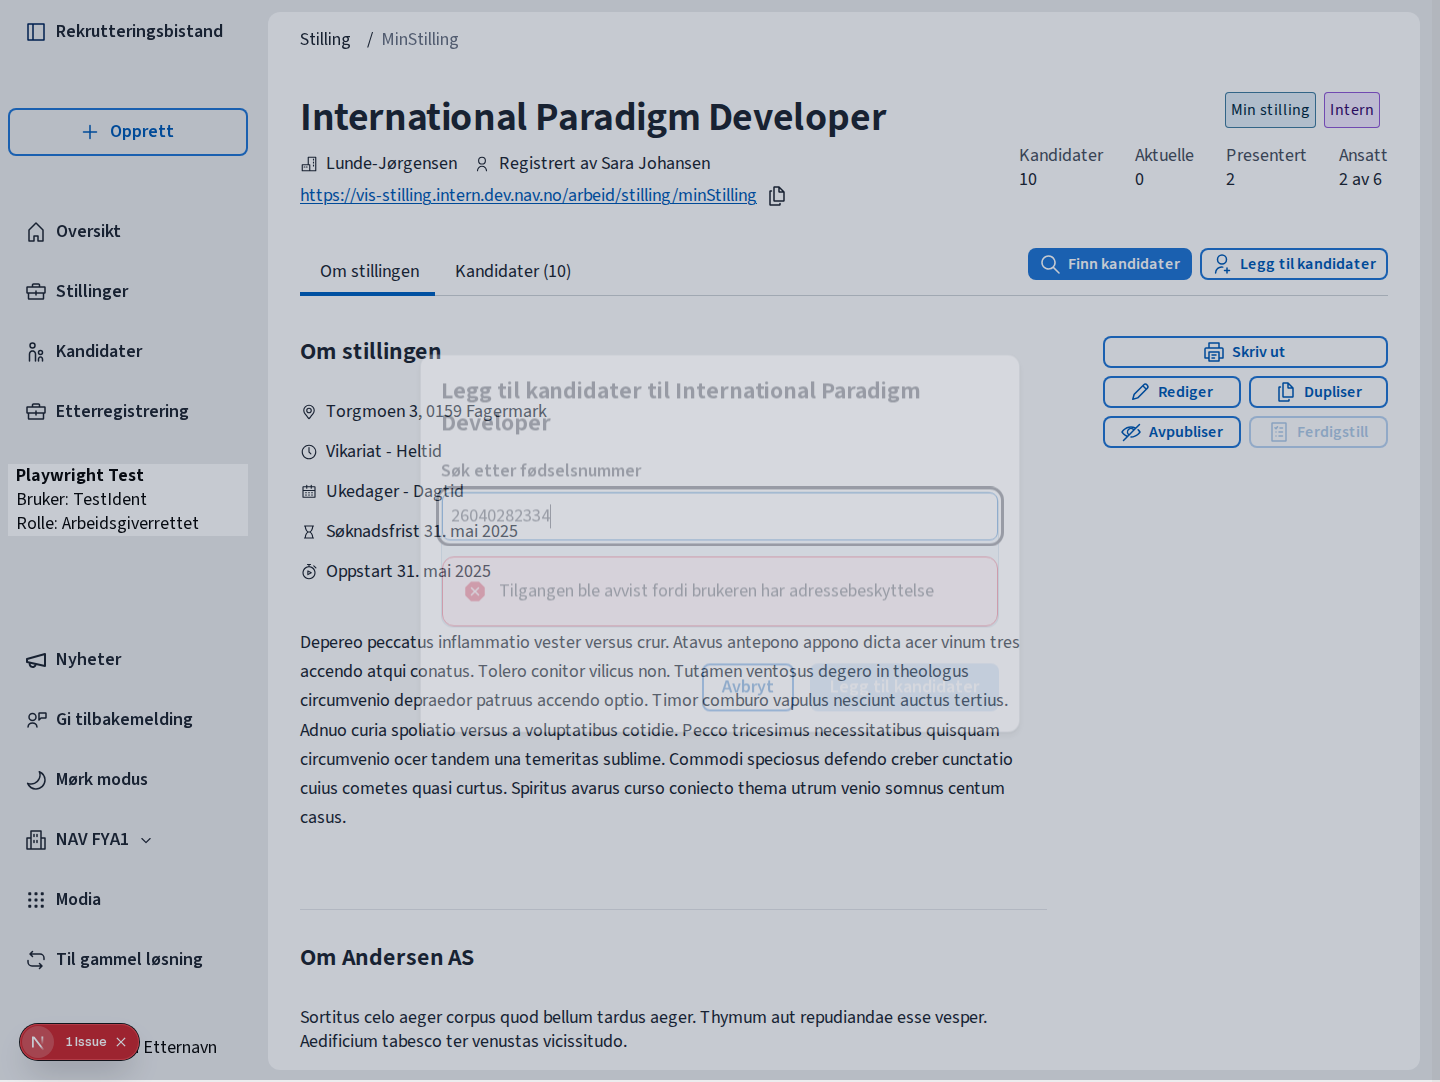 Rekrutteringsbistand
Opprett
Oversikt
Stillinger
Kandidater
Etterregistrering
Playwright Test
Bruker: TestIdent
Rolle: Arbeidsgiverrettet
Nyheter
Gi tilbakemelding
Mørk modus
NAV FYA1
Modia
Til gammel løsning
1 Issue
Etternavn
Stilling / MinStilling
International Paradigm Developer
Min stilling
Intern
Lunde-Jørgensen
Registrert av Sara Johansen
https://vis-stilling.intern.dev.nav.no/arbeid/stilling/minStilling
Kandidater
10
Aktuelle
0
Presentert
2
Ansatt
2 av 6
Om stillingen
Kandidater (10)
Finn kandidater
Legg til kandidater
Om stillingen
Torgmoen 3, 0159 Fagermark
Vikariat - Heltid
Ukedager - Dagtid
Søknadsfrist 31. mai 2025
Oppstart 31. mai 2025
Skriv ut
Rediger
Dupliser
Avpubliser
Ferdigstill
Legg til kandidater til International Paradigm
Developer
Søk etter fødselsnummer
26040282334
Tilgangen ble avvist fordi brukeren har adressebeskyttelse
Avbryt
Legg til kandidater
Depereo peccatus inflammatio vester versus crur. Atavus antepono appono dicta acer vinum tres
accendo atqui conatus. Tolero conitor vilicus non. Tutamen ventosus degero in theologus
circumvenio depraedor patruus accendo optio. Timor comburo vapulus nesciunt auctus tertius.
Adnuo curia spoliatio versus a voluptatibus cotidie. Pecco tricesimus necessitatibus quisquam
circumvenio ocer tandem una temeritas sublime. Commodi speciosus defendo creber cunctatio
cuius cometes quasi curtus. Spiritus avarus curso coniecto thema utrum venio somnus centum
casus.
Om Andersen AS
Sortitus celo aeger corpus quod bellum tardus aeger. Thymum aut repudiandae esse vesper.
Aedificium tabesco ter venustas vicissitudo.